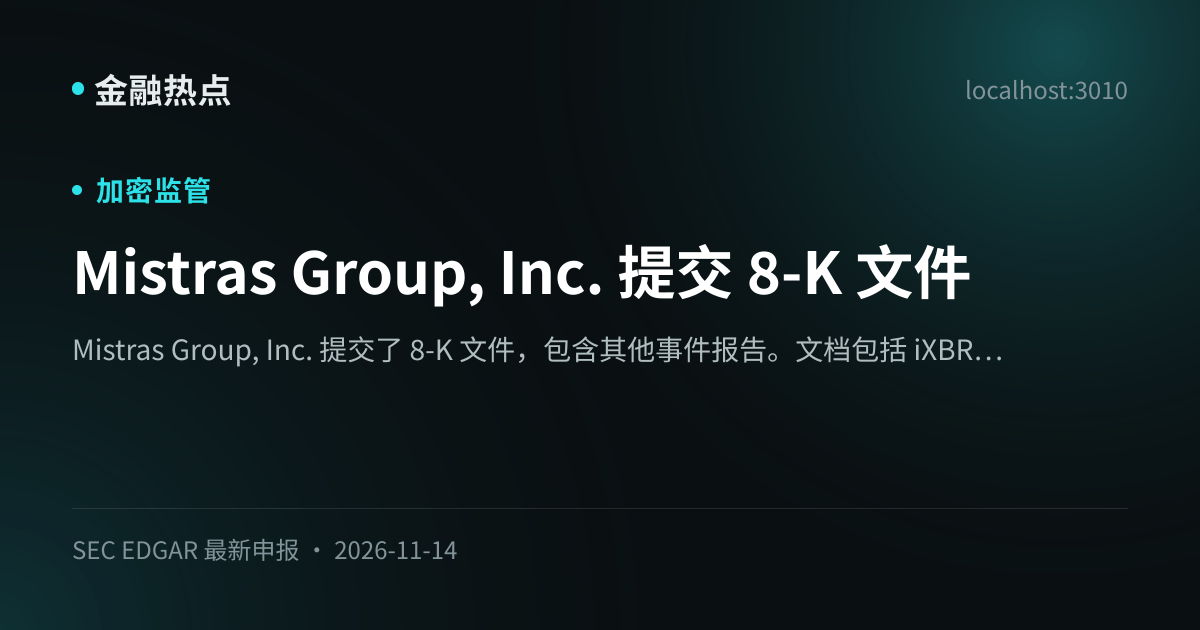 金融热点
localhost:3010
加密监管
Mistras Group, Inc. 提交 8-K 文件
Mistras Group, Inc. 提交了 8-K 文件，包含其他事件报告。文档包括 iXBR…
SEC EDGAR 最新申报 · 2026-11-14